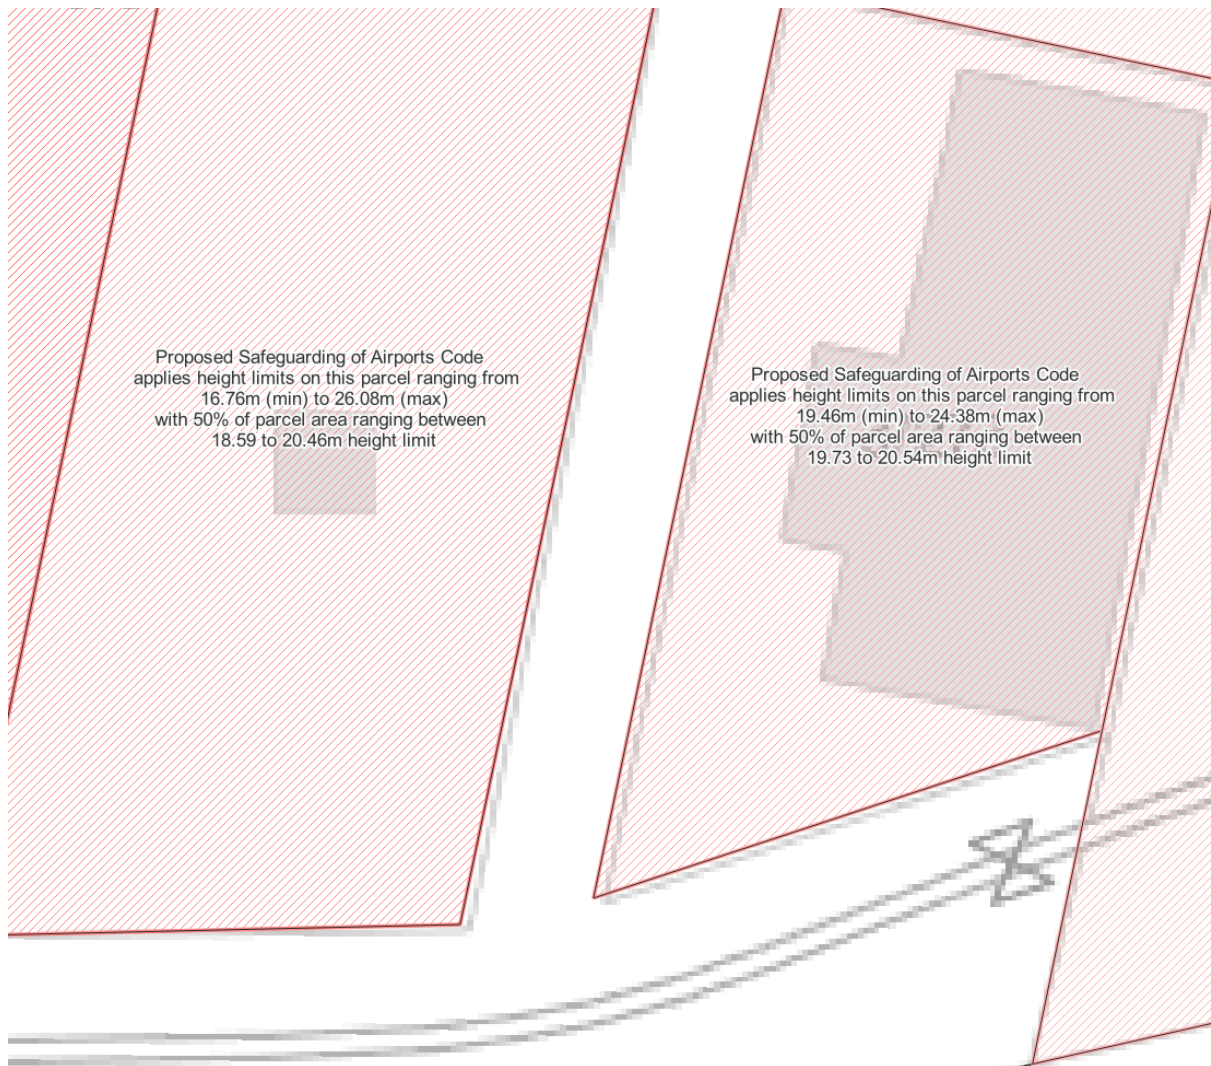 Proposed Safeguarding of Airports Code
applies height limits on this parcel ranging from
16.76m (min) to 26.08m (max)
with 50% of parcel area ranging between
18.59 to 20.46m height limit
Proposed Safeguarding of Airports Code
applies height limits on this parcel ranging from
19.46m (min) to 24.38m (max)
with 50% of parcel area ranging between
19.73 to 20.54m height limit